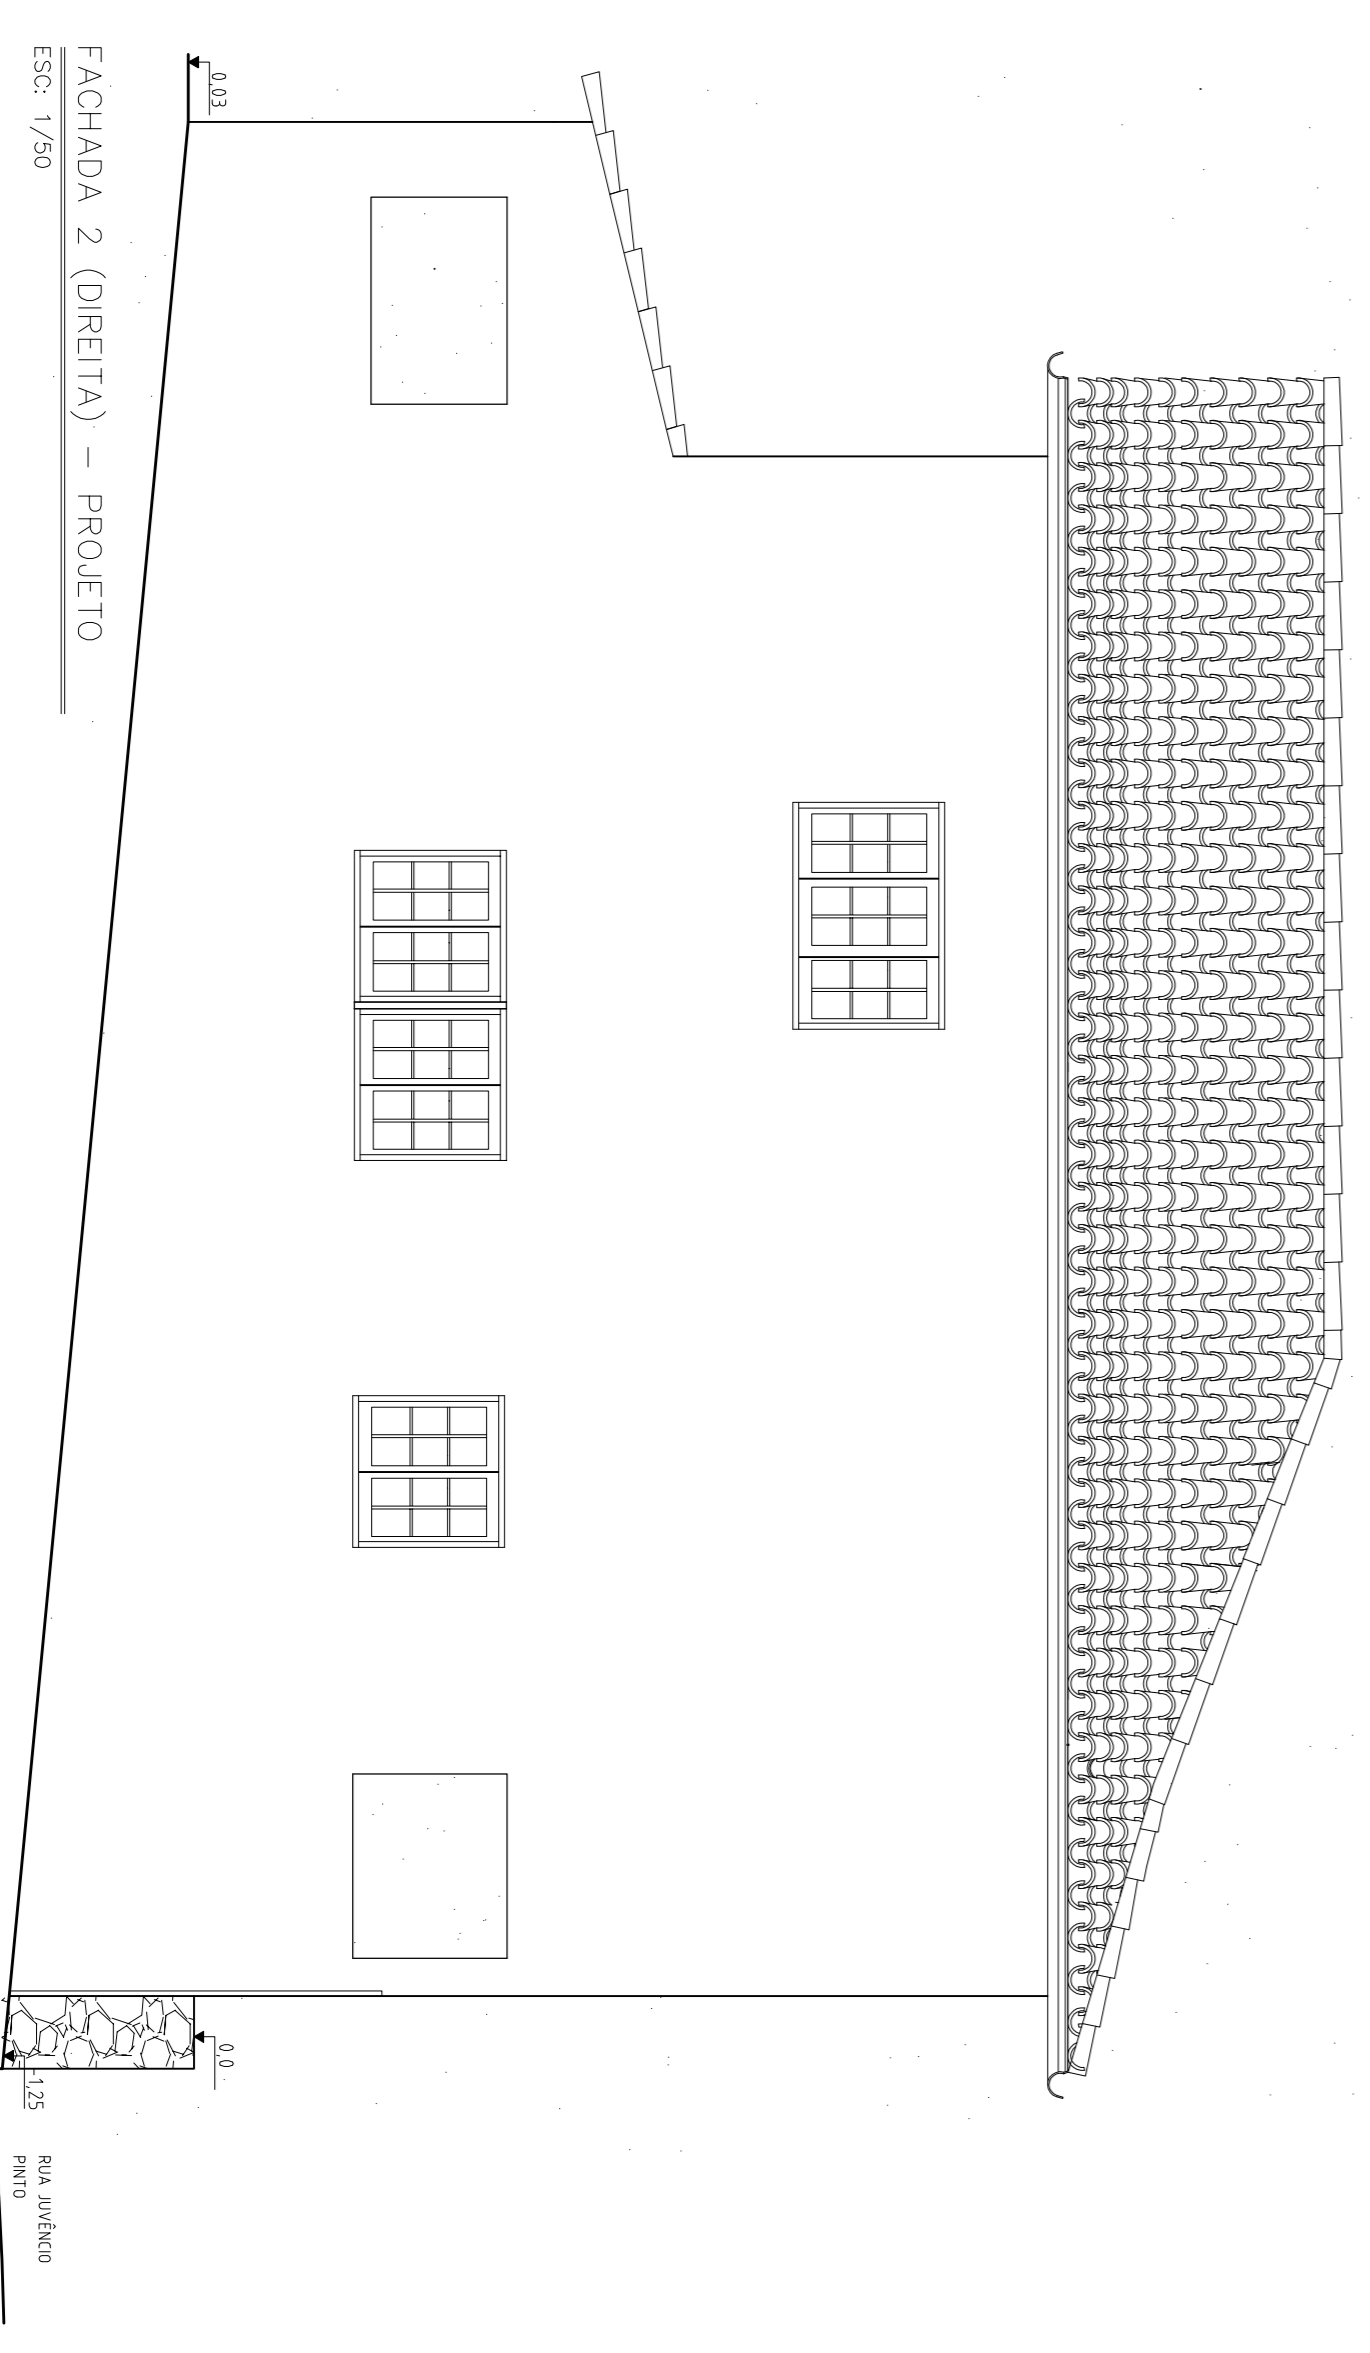 0,03
0,0
-1,25
RUA JUVÊNCIO
PINTO
FACHADA 2 (DIREITA) - PROJETO
ESC: 1/50